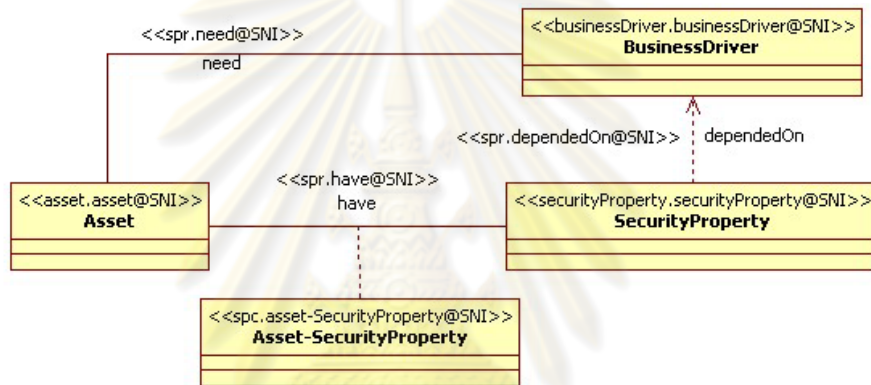 <<spr.need@SNI>>
need
<<businessDriver.businessDriver@SNI>>
BusinessDriver
<<spr.dependedOn@SNI>>
dependedOn
<<spr.have@SNI>>
have
<<asset.asset@SNI>>
Asset
<<securityProperty.securityProperty@SNI>>
SecurityProperty
<<spc.asset-SecurityProperty@SNI>>
Asset-SecurityProperty